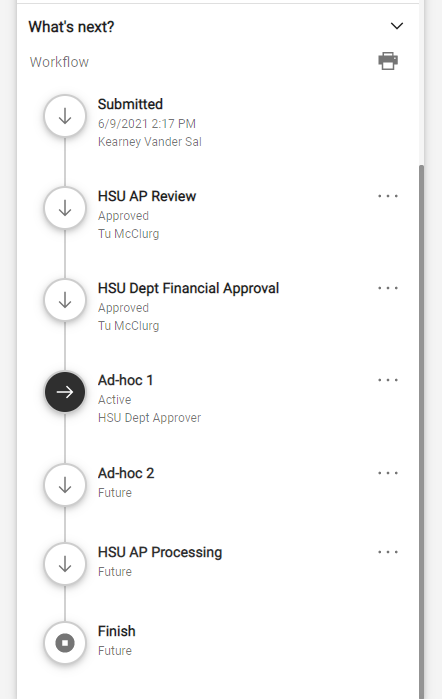 What's next?
Workflow
Submitted
6/9/2021 2:17 PM
Kearney Vander Sal
HSU AP Review
Approved
Tu McClurg
HSU Dept Financial Approval
Approved
Tu McClurg
Ad-hoc 1
Active
HSU Dept Approver
Ad-hoc 2
Future
HSU AP Processing
Future
Finish
Future